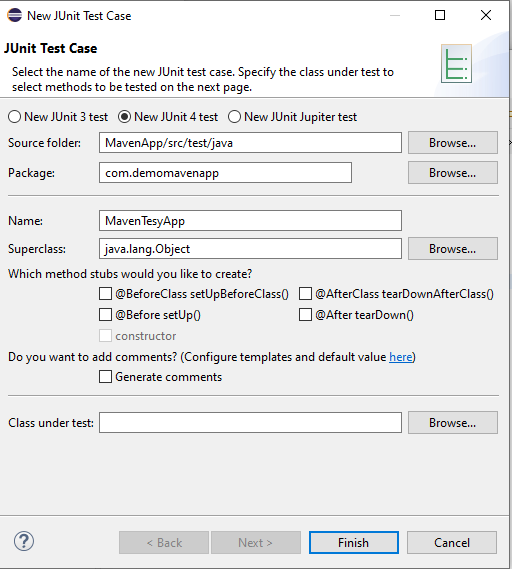 New JUnit Test Case
JUnit Test Case
Select the name of the new JUnit test case. Specify the class under test to
select methods to be tested on the next page.
New JUnit 3 test New JUnit 4 test New JUnit Jupiter test
Source folder: MavenApp/src/test/java Browse...
Package: com.demomavenapp Browse...
Name: MavenTesyApp
Superclass: java.lang.Object Browse...
Which method stubs would you like to create?
@BeforeClass setUpBeforeClass() @AfterClass tearDownAfterClass()
@Before setUp() @After tearDown()
constructor
Do you want to add comments? (Configure templates and default value here)
Generate comments
Class under test: Browse...
? < Back Next > Finish Cancel